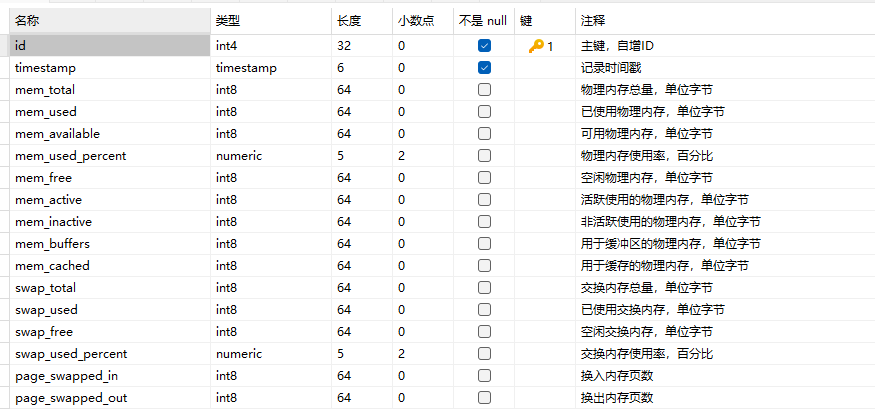 名称 类型 长度 小数点 不是 null 键 注释
id int4 32 0 1 主键，自增ID
timestamp timestamp 6 0 记录时间戳
mem_total int8 64 0 物理内存总量，单位字节
mem_used int8 64 0 已使用物理内存，单位字节
mem_available int8 64 0 可用物理内存，单位字节
mem_used_percent numeric 5 2 物理内存使用率，百分比
mem_free int8 64 0 空闲物理内存，单位字节
mem_active int8 64 0 活跃使用的物理内存，单位字节
mem_inactive int8 64 0 非活跃使用的物理内存，单位字节
mem_buffers int8 64 0 用于缓冲区的物理内存，单位字节
mem_cached int8 64 0 用于缓存的物理内存，单位字节
swap_total int8 64 0 交换内存总量，单位字节
swap_used int8 64 0 已使用交换内存，单位字节
swap_free int8 64 0 空闲交换内存，单位字节
swap_used_percent numeric 5 2 交换内存使用率，百分比
page_swapped_in int8 64 0 换入内存页数
page_swapped_out int8 64 0 换出内存页数